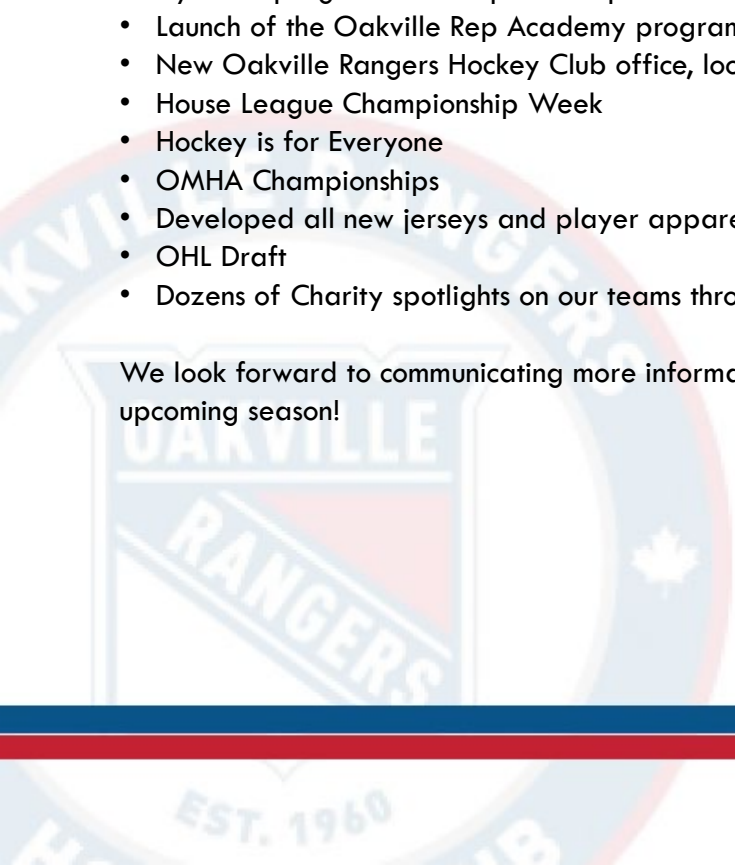 • Launch of the Oakville Rep Academy program
• New Oakville Rangers Hockey Club office,
• House League Championship Week
• Hockey is for Everyone
• OMHA Championships
• Developed all new jerseys and player
• OHL Draft
• Dozens of Charity spotlights on our teams
We look forward to communicating more
upcoming season!
RANGERS
OAKVILLE
RANGERS
EST. 1960